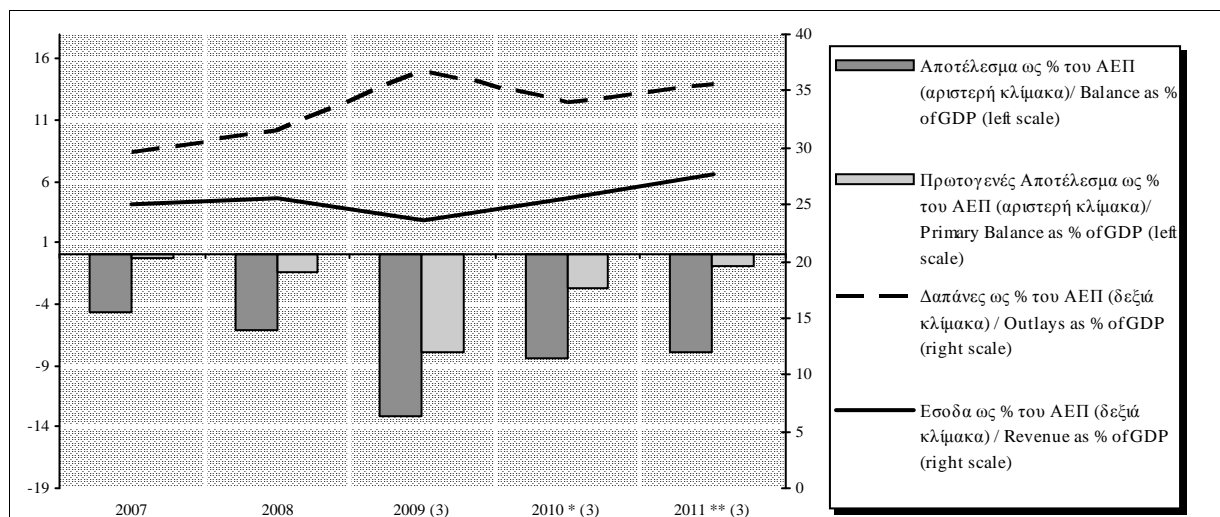 16
11
6
1
-4
-9
-14
-19
40
35
30
25
20
15
10
5
0
2007
2008
2009 (3)
2010 * (3)
2011 ** (3)
Αποτέλεσμα ως % του ΑΕΠ
(αριστερή κλίμακα)/ Balance as %
of GDP (left scale)
Πρωτογενές Αποτέλεσμα ως %
του ΑΕΠ (αριστερή κλίμακα)/
Primary Balance as % of GDP (left
scale)
Δαπάνες ως % του ΑΕΠ (δεξιά
κλίμακα) / Outlays as % of GDP
(right scale)
Εσοδα ως % του ΑΕΠ (δεξιά
κλίμακα) / Revenue as % of GDP
(right scale)